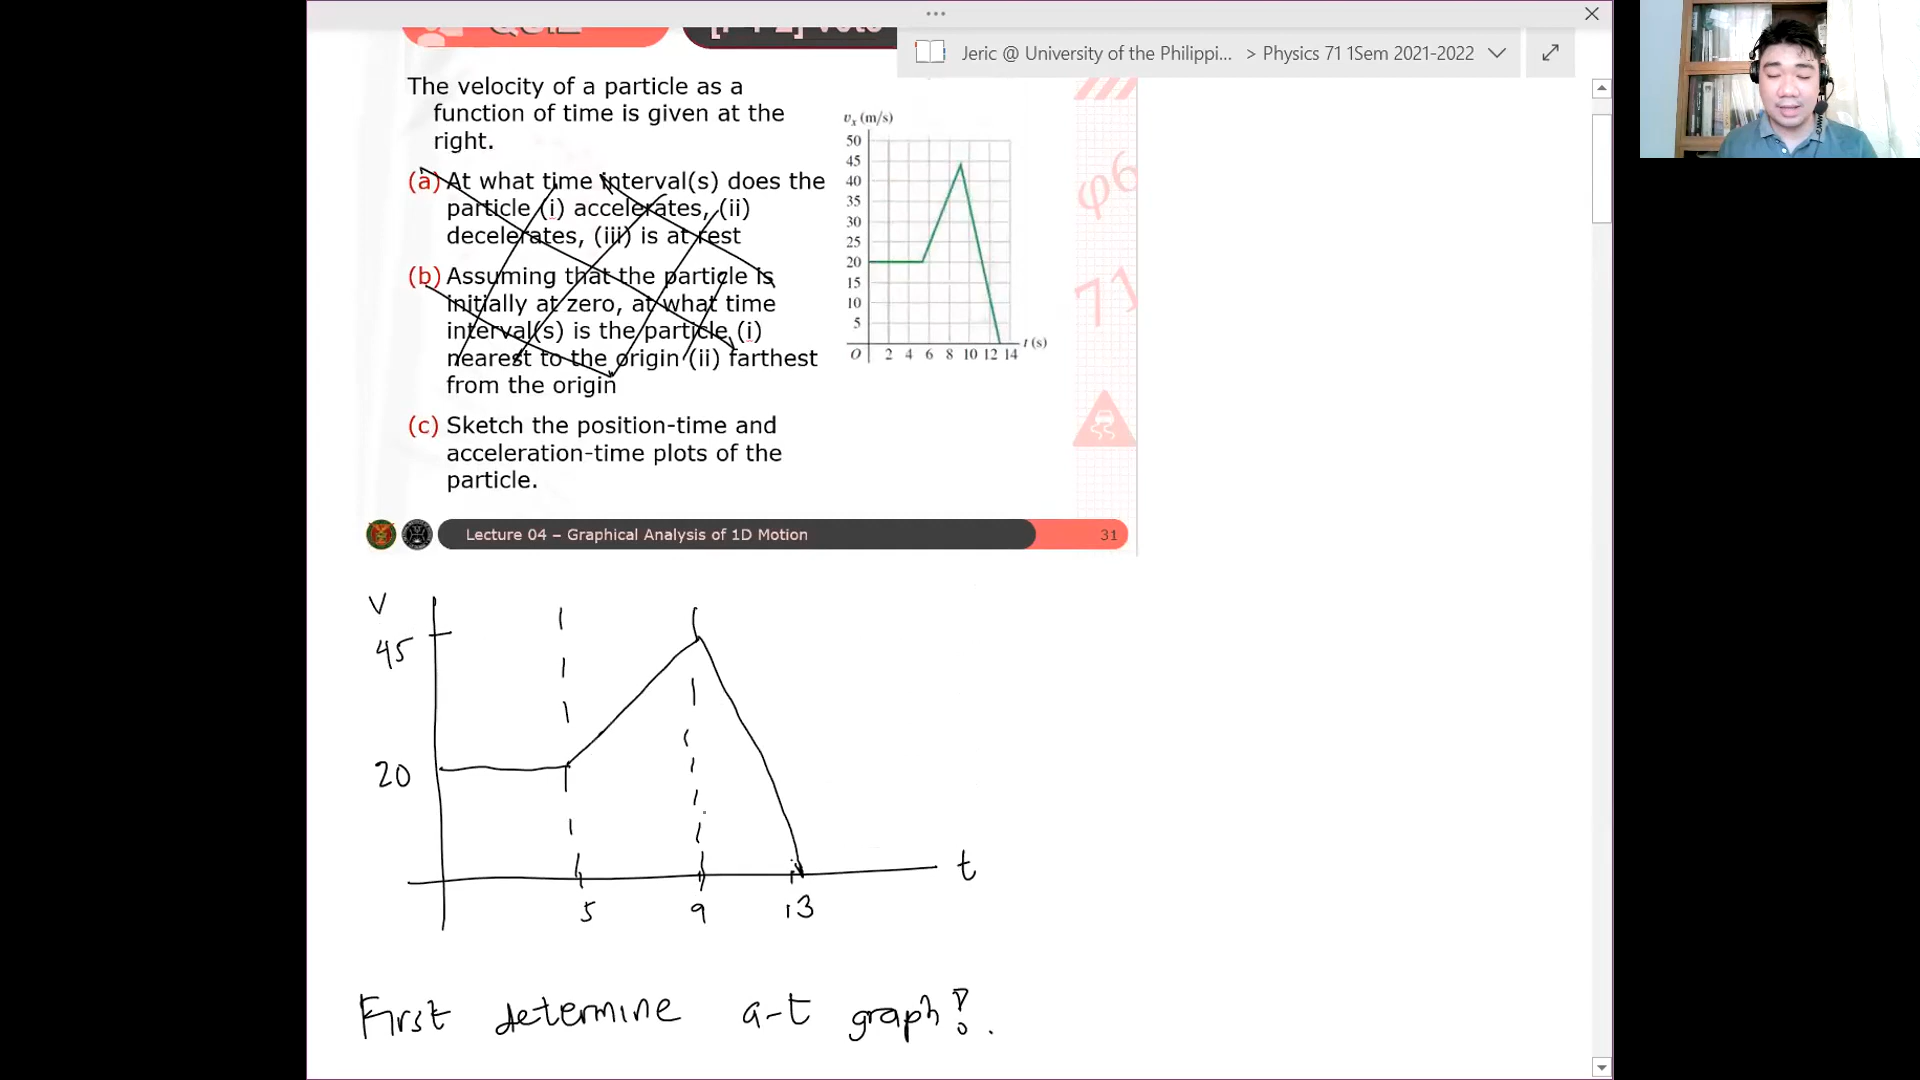 Jeric @ University of the Philippi... > Physics 71 1Sem 2021-2022
The velocity of a particle as a
function of time is given at the
right.
(a) At what time interval(s) does the
particle (i) accelerates, (ii)
decelerates, (iii) is at rest
(b) Assuming that the particle is
initially at zero, at what time
interval(s) is the particle (i)
nearest to the origin (ii) farthest
from the origin
(c) Sketch the position-time and
acceleration-time plots of the
particle.
vx (m/s)
50
45
40
35
30
25
20
15
10
5
O 2 4 6 8 10 12 14 t (s)
φ6
71
Lecture 04 – Graphical Analysis of 1D Motion 31
V
45
20
t
5 9 13
First determine a-t graph!.